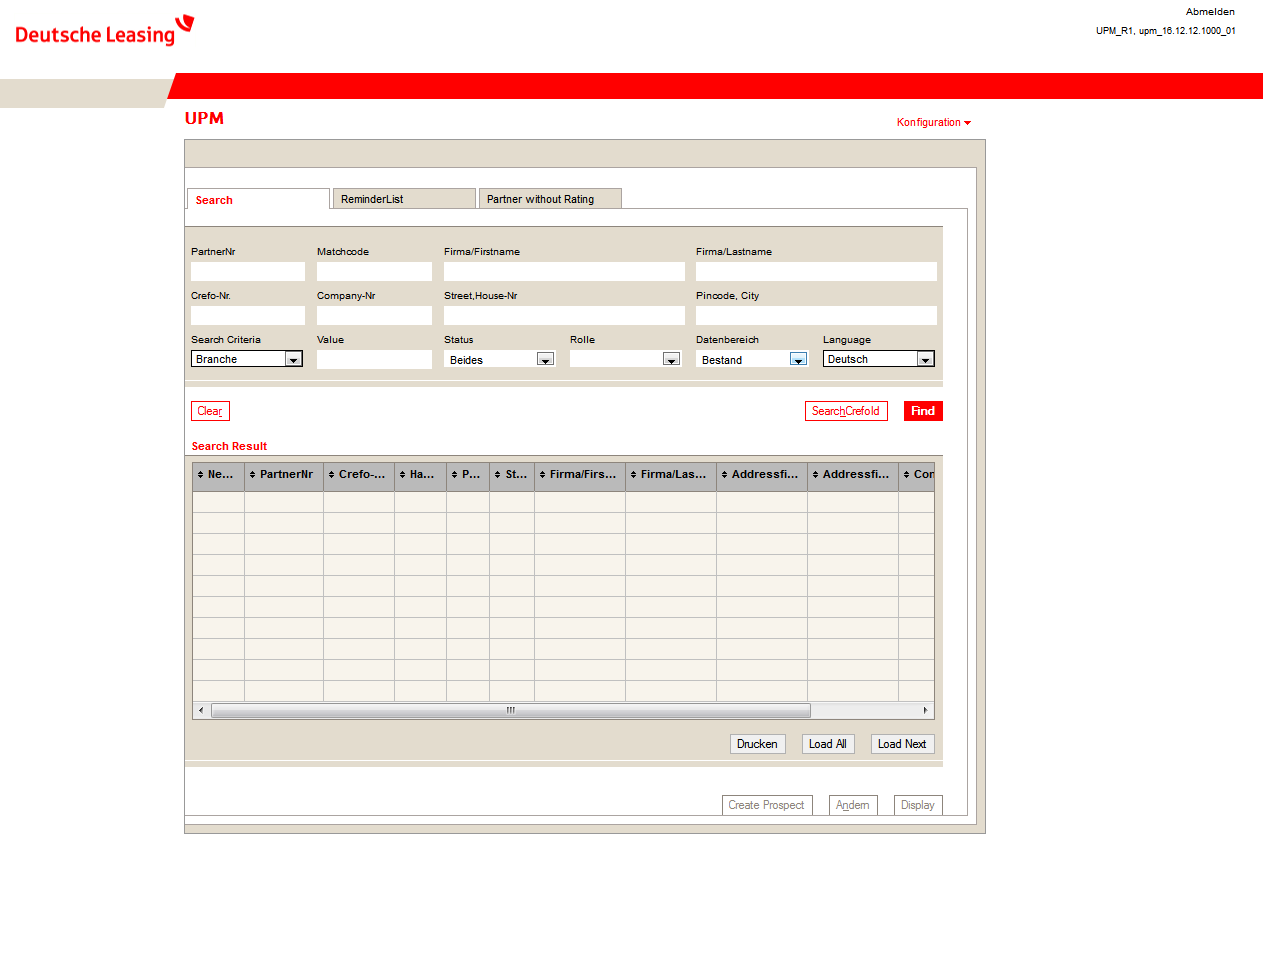 Abmelden
Deutsche Leasing
UPM_R1, upm_16.12.12.1000_01
UPM
Konfiguration
Search ReminderList Partner without Rating
PartnerNr Matchcode Firma/Firstname Firma/Lastname
Crefo-Nr. Company-Nr Street,House-Nr Pincode, City
Search Criteria Value Status Rolle Datenbereich Language
Branche Beides Bestand Deutsch
Clear SearchCrefoId Find
Search Result
Ne... PartnerNr Crefo-... Ha... P... St... Firma/Firs... Firma/Las... Addressfi... Addressfi... Con
Drucken Load All Load Next
Create Prospect Ändern Display